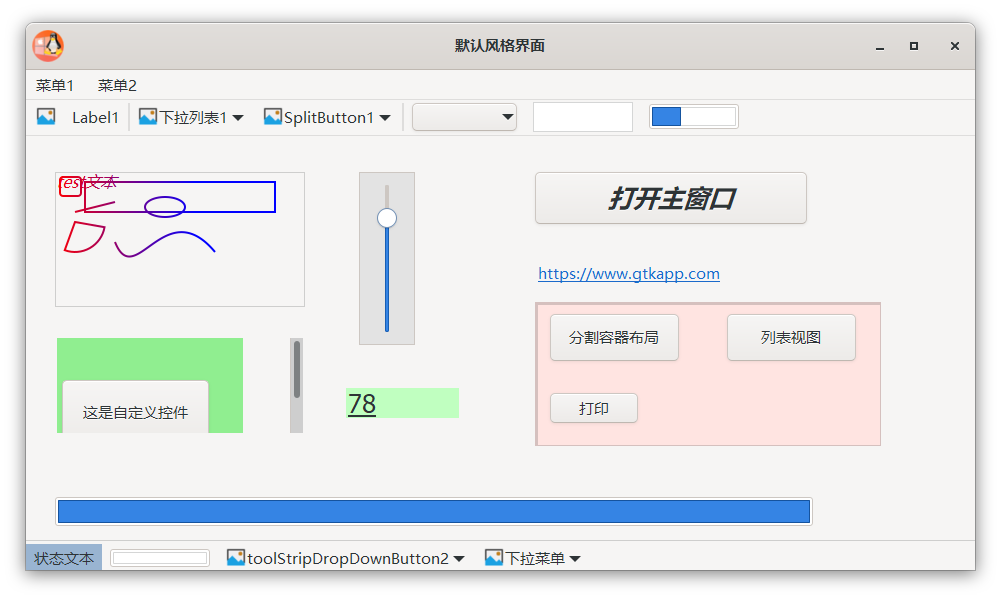 默认风格界面
菜单1 菜单2
Label1 下拉列表1 SplitButton1
test文本
打开主窗口
https://www.gtkapp.com
分割容器布局 列表视图
这是自定义控件
78
打印
状态文本 toolStripDropDownButton2 下拉菜单